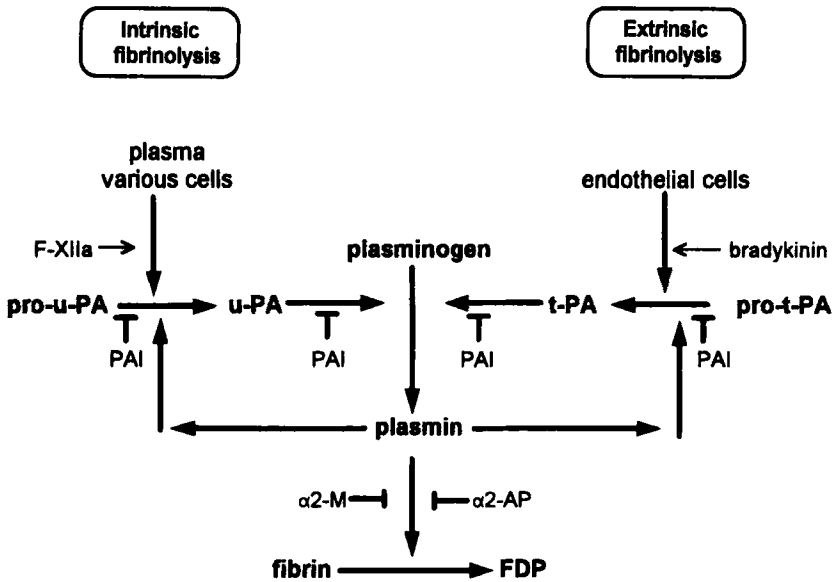 Intrinsic
fibrinolysis
Extrinsic
fibrinolysis
plasma
various cells
endothelial cells
F-XIIa
plasminogen
bradykinin
pro-u-PA
u-PA
t-PA
pro-t-PA
PAI
PAI
PAI
PAI
plasmin
α2-M
α2-AP
fibrin
FDP